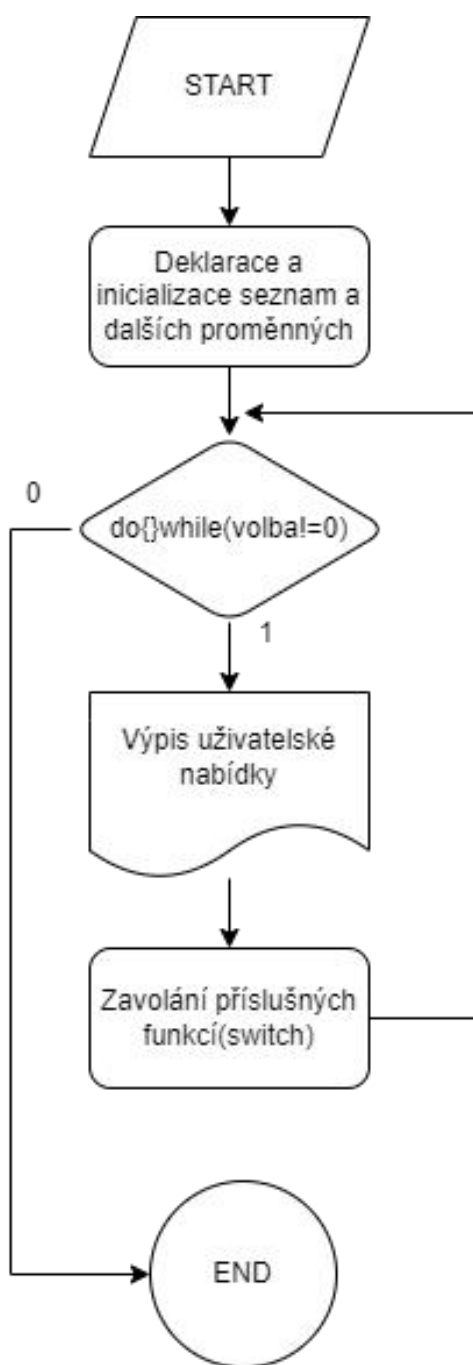 START
Deklarace a
inicializace seznam a
dalších proměnných
0
do{}while(volba!=0)
1
Výpis uživatelské
nabídky
Zavolání příslušných
funkcí(switch)
END